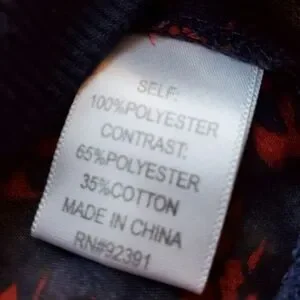 SELF:
100%POLYESTER
CONTRAST:
65%POLYESTER
35%COTTON
MADE IN CHINA
RN#92391